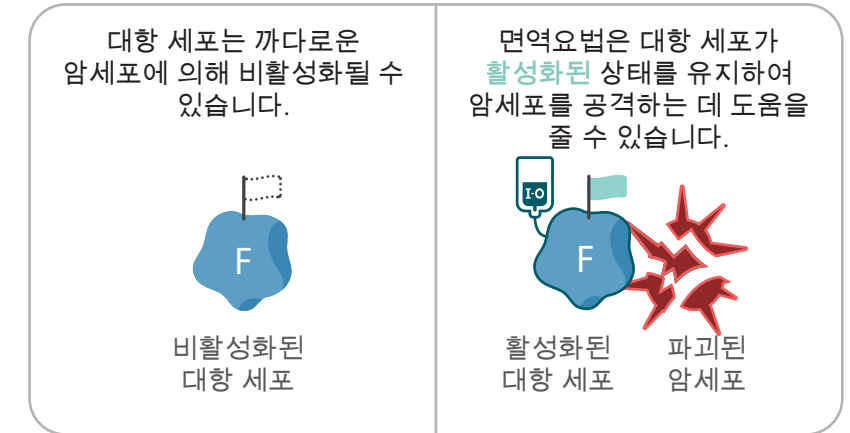 대항 세포는 까다로운
암세포에 의해 비활성화될 수
있습니다.
F
비활성화된
대항 세포
면역요법은 대항 세포가
활성화된 상태를 유지하여
암세포를 공격하는 데 도움을
줄 수 있습니다.
I-O
F
활성화된
대항 세포
파괴된
암세포